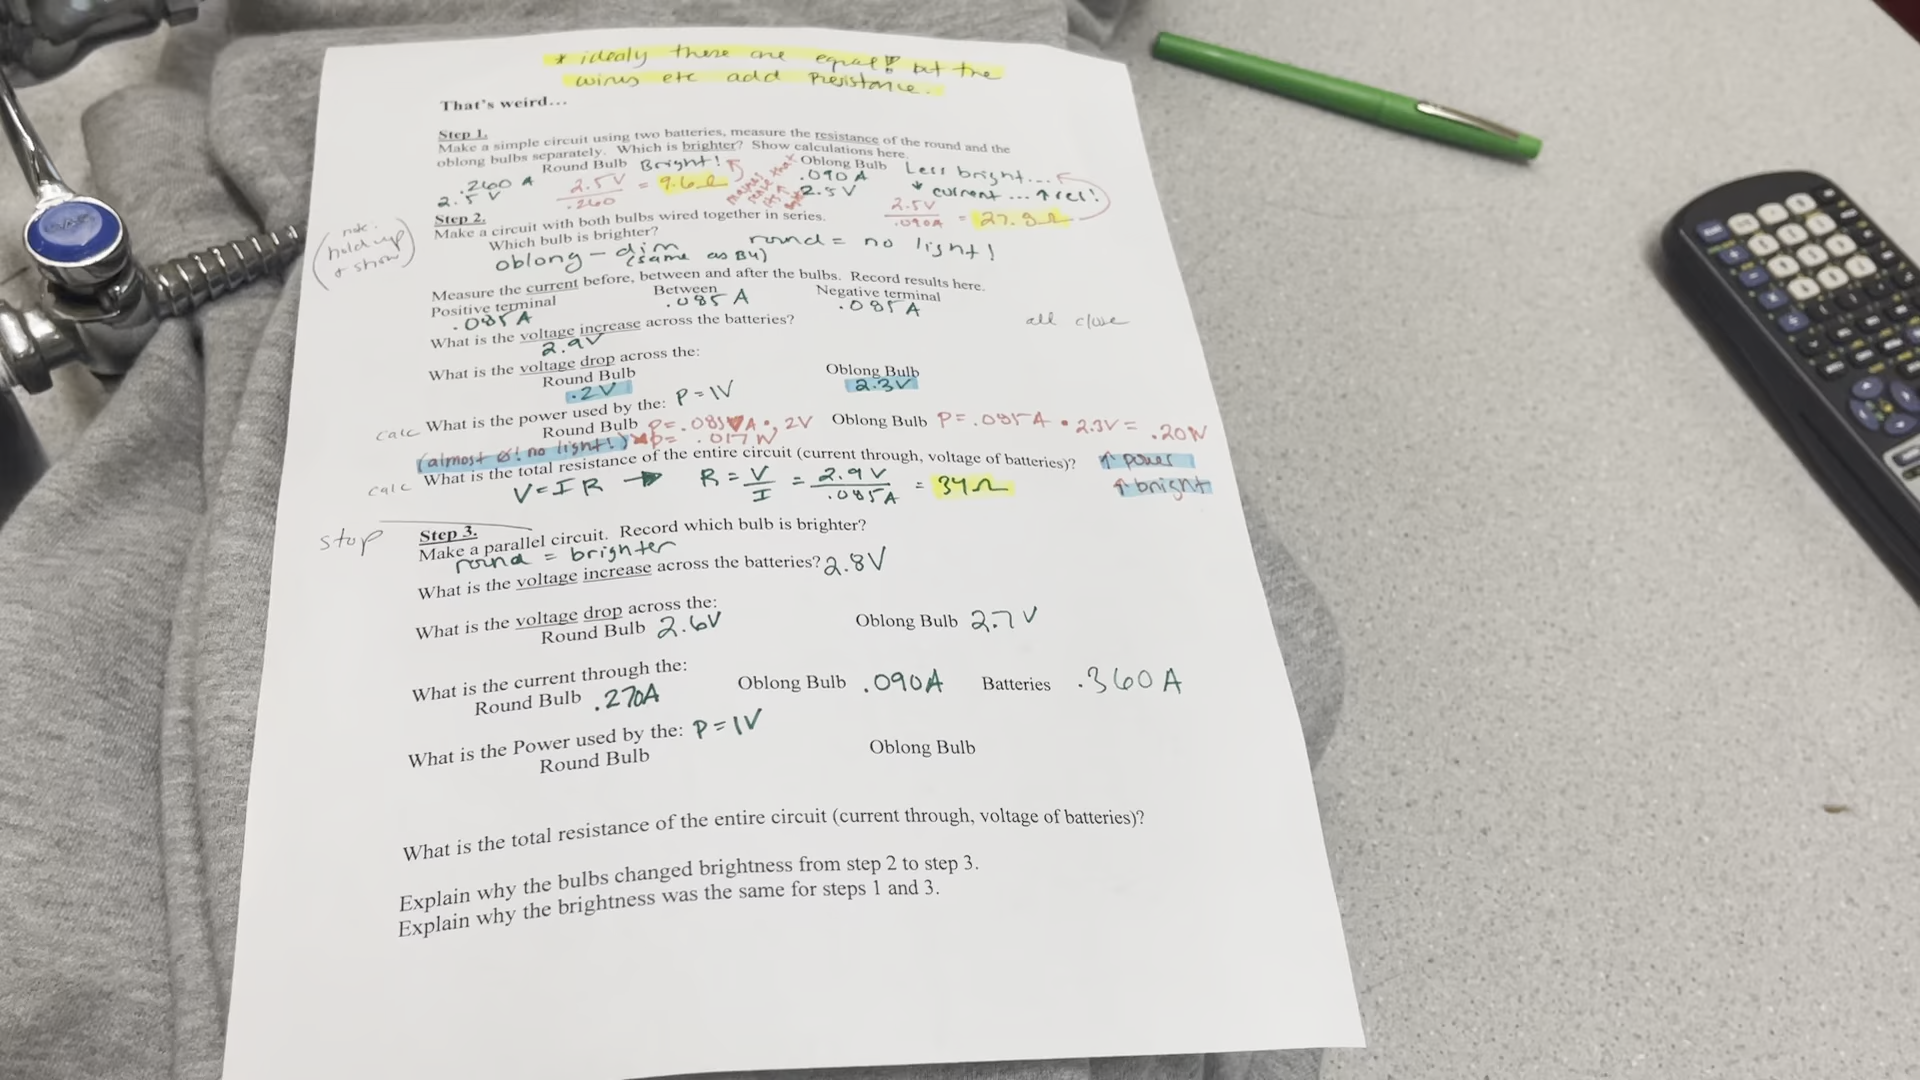 * idealy these are equal!! but the
wires etc add resistance.
That's weird...
Step 1.
Make a simple circuit using two batteries, measure the resistance of the round and the
oblong bulbs separately. Which is brighter? Show calculations here.
Round Bulb Bright! Oblong Bulb Less bright...
.260 A 2.5V = 9.6Ω .090 A ↓ current ... ↑ res!
2.5 V .260 2.5 V 2.5V = 27.8Ω
.090A
Step 2.
Make a circuit with both bulbs wired together in series.
note:
hold up
+ show
Which bulb is brighter? round = no light!
oblong - dim
(same as B4)
Measure the current before, between and after the bulbs. Record results here.
Positive terminal Between Negative terminal
.085A .085 A .085A
all close
What is the voltage increase across the batteries?
2.9V
What is the voltage drop across the:
Round Bulb Oblong Bulb
.2V 2.3V
calc What is the power used by the: P = IV
Round Bulb P= .085 A · .2V Oblong Bulb P= .085A · 2.3V = .20W
(almost Ø! no light!) P= .017W
What is the total resistance of the entire circuit (current through, voltage of batteries)? ↑ power
calc V=IR → R = V = 2.9 V = 34Ω ↑ bright
I .085A
stop
Step 3.
Make a parallel circuit. Record which bulb is brighter?
round = brighter
What is the voltage increase across the batteries? 2.8V
What is the voltage drop across the:
Round Bulb 2.6V Oblong Bulb 2.7V
What is the current through the:
Round Bulb .270A Oblong Bulb .090A Batteries .360A
What is the Power used by the: P=IV
Round Bulb Oblong Bulb
What is the total resistance of the entire circuit (current through, voltage of batteries)?
Explain why the bulbs changed brightness from step 2 to step 3.
Explain why the brightness was the same for steps 1 and 3.